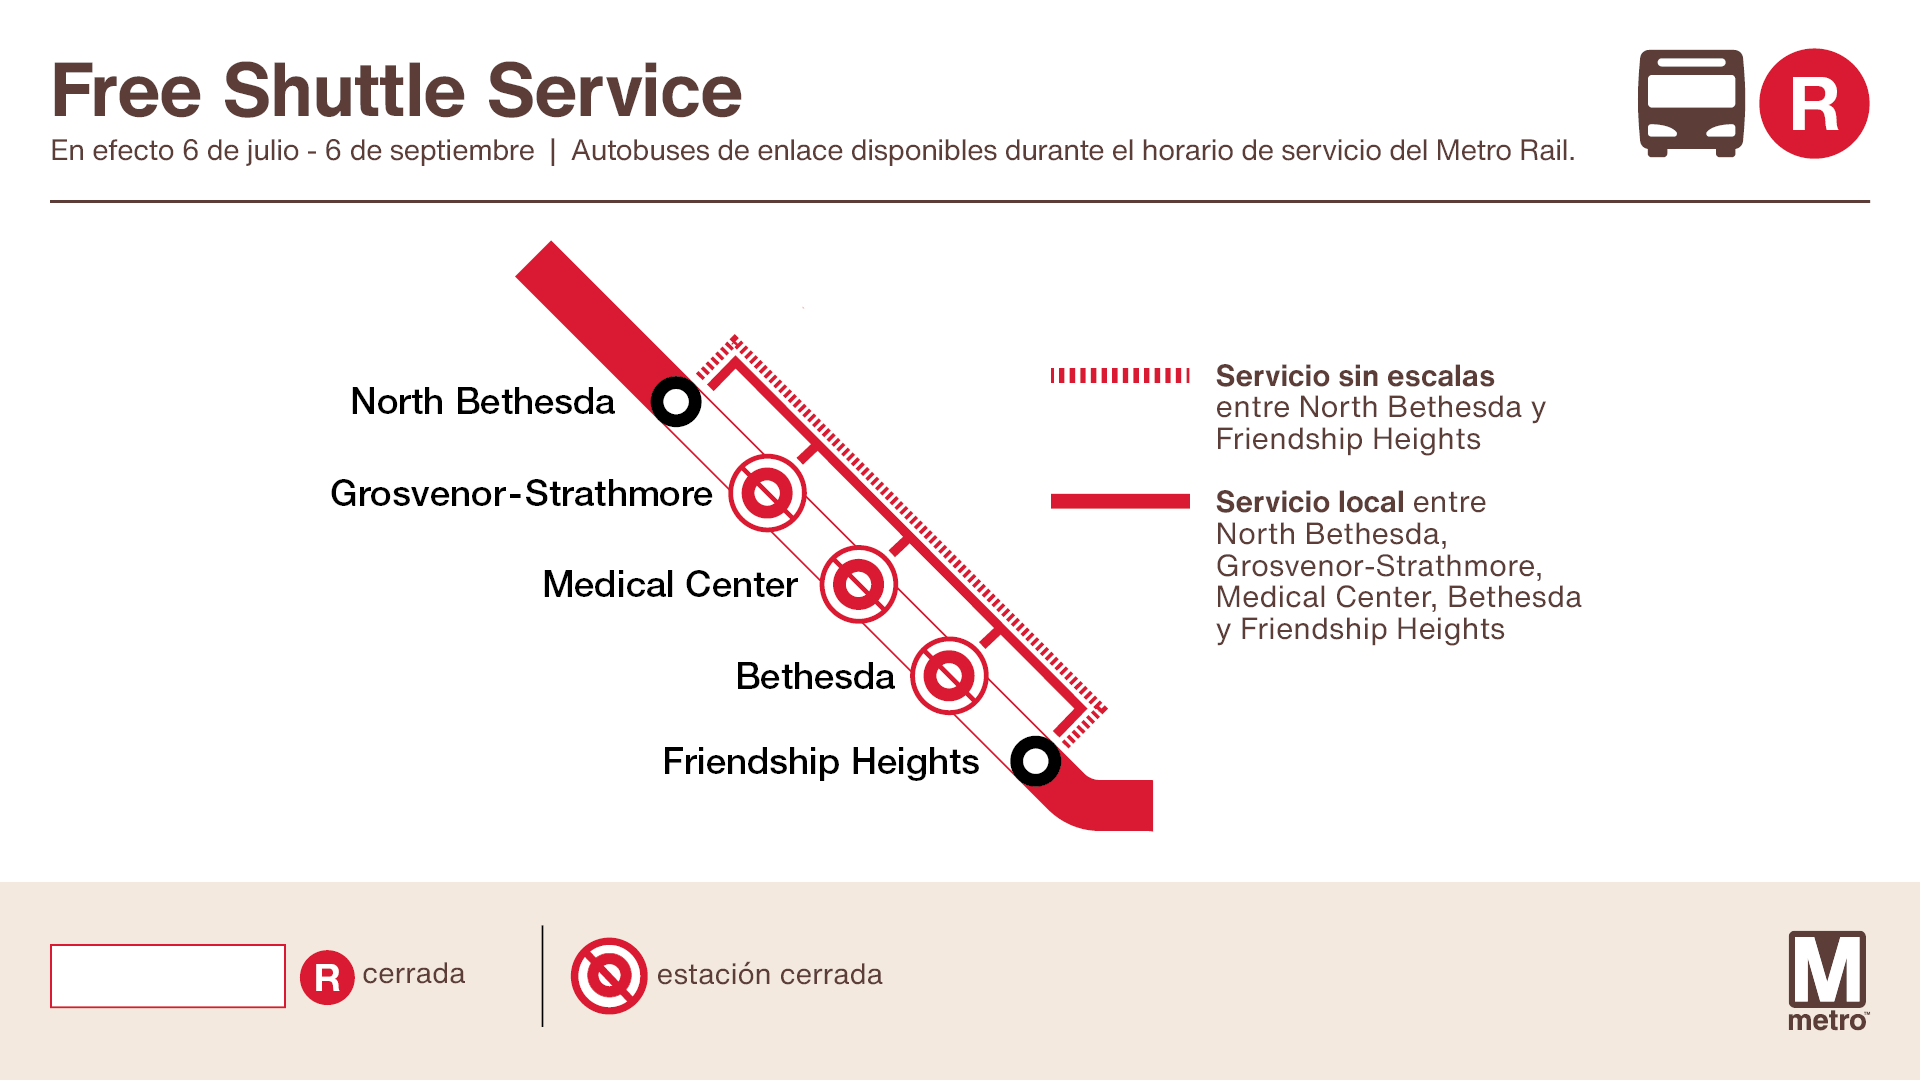 Free Shuttle Service
R
En efecto 6 de julio - 6 de septiembre | Autobuses de enlace disponibles durante el horario de servicio del Metro Rail.
North Bethesda
Grosvenor-Strathmore
Medical Center
Bethesda
Friendship Heights
Servicio sin escalas
entre North Bethesda y
Friendship Heights
Servicio local entre
North Bethesda,
Grosvenor-Strathmore,
Medical Center, Bethesda
y Friendship Heights
R cerrada
estación cerrada
M
metro™